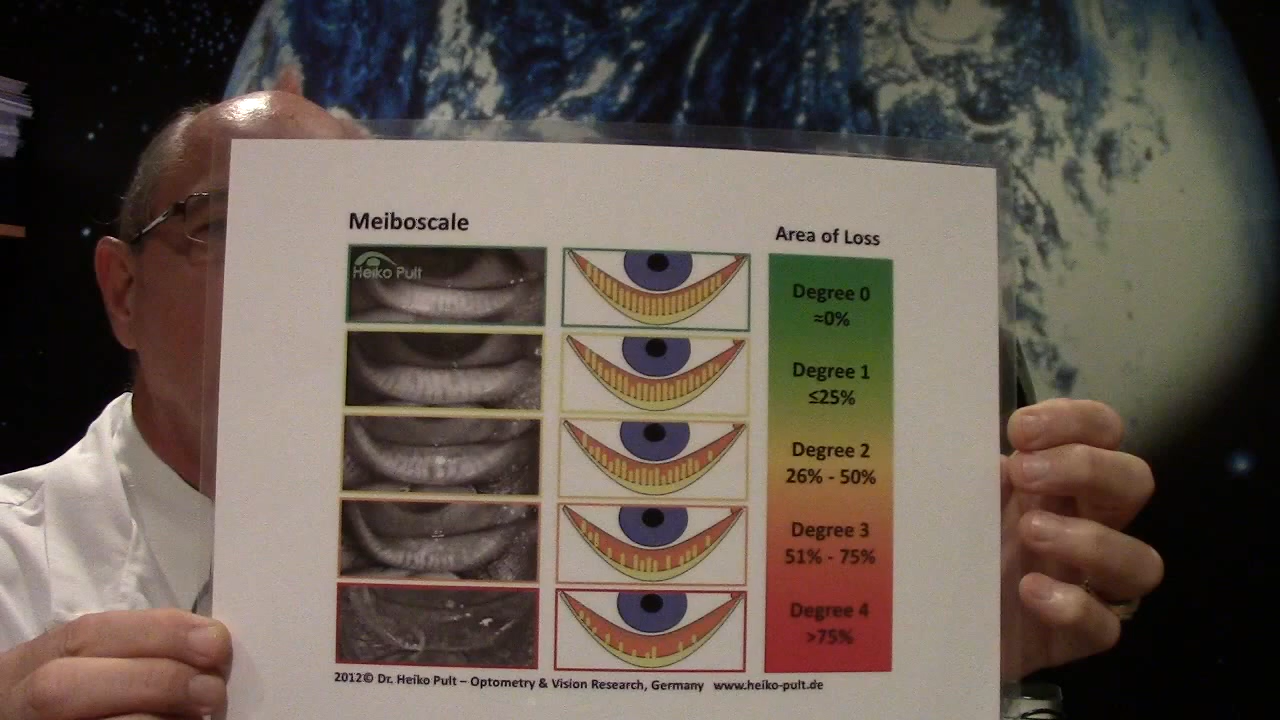 Meiboscale
Area of Loss
Heiko Pult
Degree 0
≈0%
Degree 1
≤25%
Degree 2
26% - 50%
Degree 3
51% - 75%
Degree 4
>75%
2012© Dr. Heiko Pult – Optometry & Vision Research, Germany www.heiko-pult.de